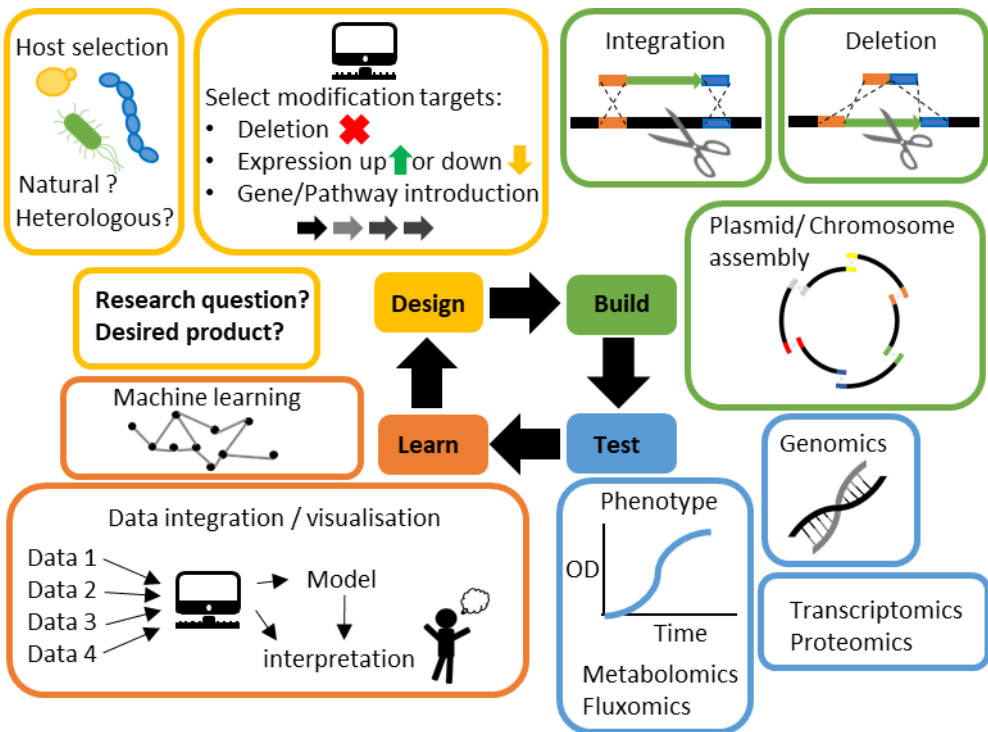 Host selection
Natural ?
Heterologous?
Select modification targets:
• Deletion
• Expression up or down
• Gene/Pathway introduction
Integration
Deletion
Plasmid/ Chromosome
assembly
Research question?
Desired product?
Design
Build
Machine learning
Learn
Test
Genomics
Data integration / visualisation
Data 1
Data 2
Data 3
Data 4
Model
interpretation
Phenotype
OD
Time
Metabolomics
Fluxomics
Transcriptomics
Proteomics